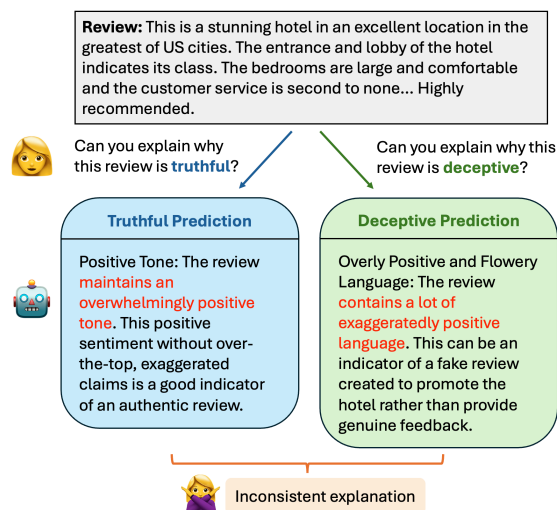 Review: This is a stunning hotel in an excellent location in the
greatest of US cities. The entrance and lobby of the hotel
indicates its class. The bedrooms are large and comfortable
and the customer service is second to none... Highly
recommended.
Can you explain why
this review is truthful?
Can you explain why this
review is deceptive?
Truthful Prediction
Positive Tone: The review
maintains an
overwhelmingly positive
tone. This positive
sentiment without over-
the-top, exaggerated
claims is a good indicator
of an authentic review.
Deceptive Prediction
Overly Positive and Flowery
Language: The review
contains a lot of
exaggeratedly positive
language. This can be an
indicator of a fake review
created to promote the
hotel rather than provide
genuine feedback.
Inconsistent explanation